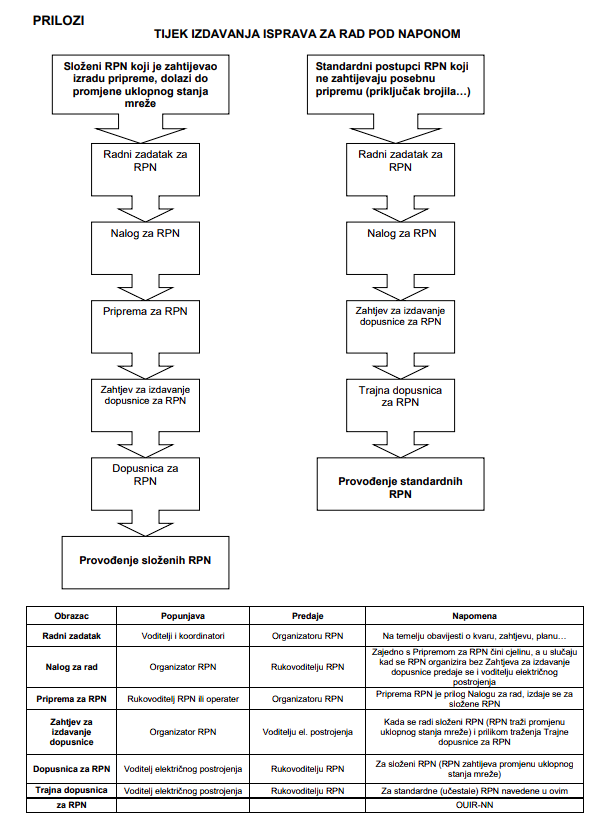 PRILOZI
TIJEK IZDAVANJA ISPRAVA ZA RAD POD NAPONOM
Složeni RPN koji je zahtijevao
izradu pripreme, dolazi do
promjene uklopnog stanja
mreže
Radni zadatak za
RPN
Nalog za RPN
Priprema za RPN
Zahtjev za izdavanje
dopusnice za RPN
Dopusnica za
RPN
Provođenje složenih RPN
Standardni postupci RPN koji
ne zahtijevaju posebnu
pripremu (priključak brojila…)
Radni zadatak za
RPN
Nalog za RPN
Zahtjev za izdavanje
dopusnice za RPN
Trajna dopusnica
za RPN
Provođenje standardnih
RPN
Obrazac Popunjava Predaje Napomena
Radni zadatak Voditelji i koordinatori Organizatoru RPN Na temelju obavijesti o kvaru, zahtjevu, planu…
Nalog za rad Organizator RPN Rukovoditelju RPN Zajedno s Pripremom za RPN čini cjelinu, a u slučaju
kad se RPN organizira bez Zahtjeva za izdavanje
dopusnice predaje se i voditelju električnog
postrojenja
Priprema za RPN Rukovoditelj RPN ili operater Organizatoru RPN Priprema RPN je prilog Nalogu za rad, izdaje se za
složene RPN
Zahtjev za
izdavanje
dopusnice Organizator RPN Voditelju el. postrojenja Kada se radi složeni RPN (RPN traži promjenu
uklopnog stanja mreže) i prilikom traženja Trajne
dopusnice za RPN
Dopusnica za RPN Voditelj električnog postrojenja Rukovoditelju RPN Za složeni RPN (RPN zahtijeva promjenu uklopnog
stanja mreže)
Trajna dopusnica Voditelj električnog postrojenja Rukovoditelju RPN Za standardne (učestale) RPN navedene u ovim
za RPN OUIR-NN